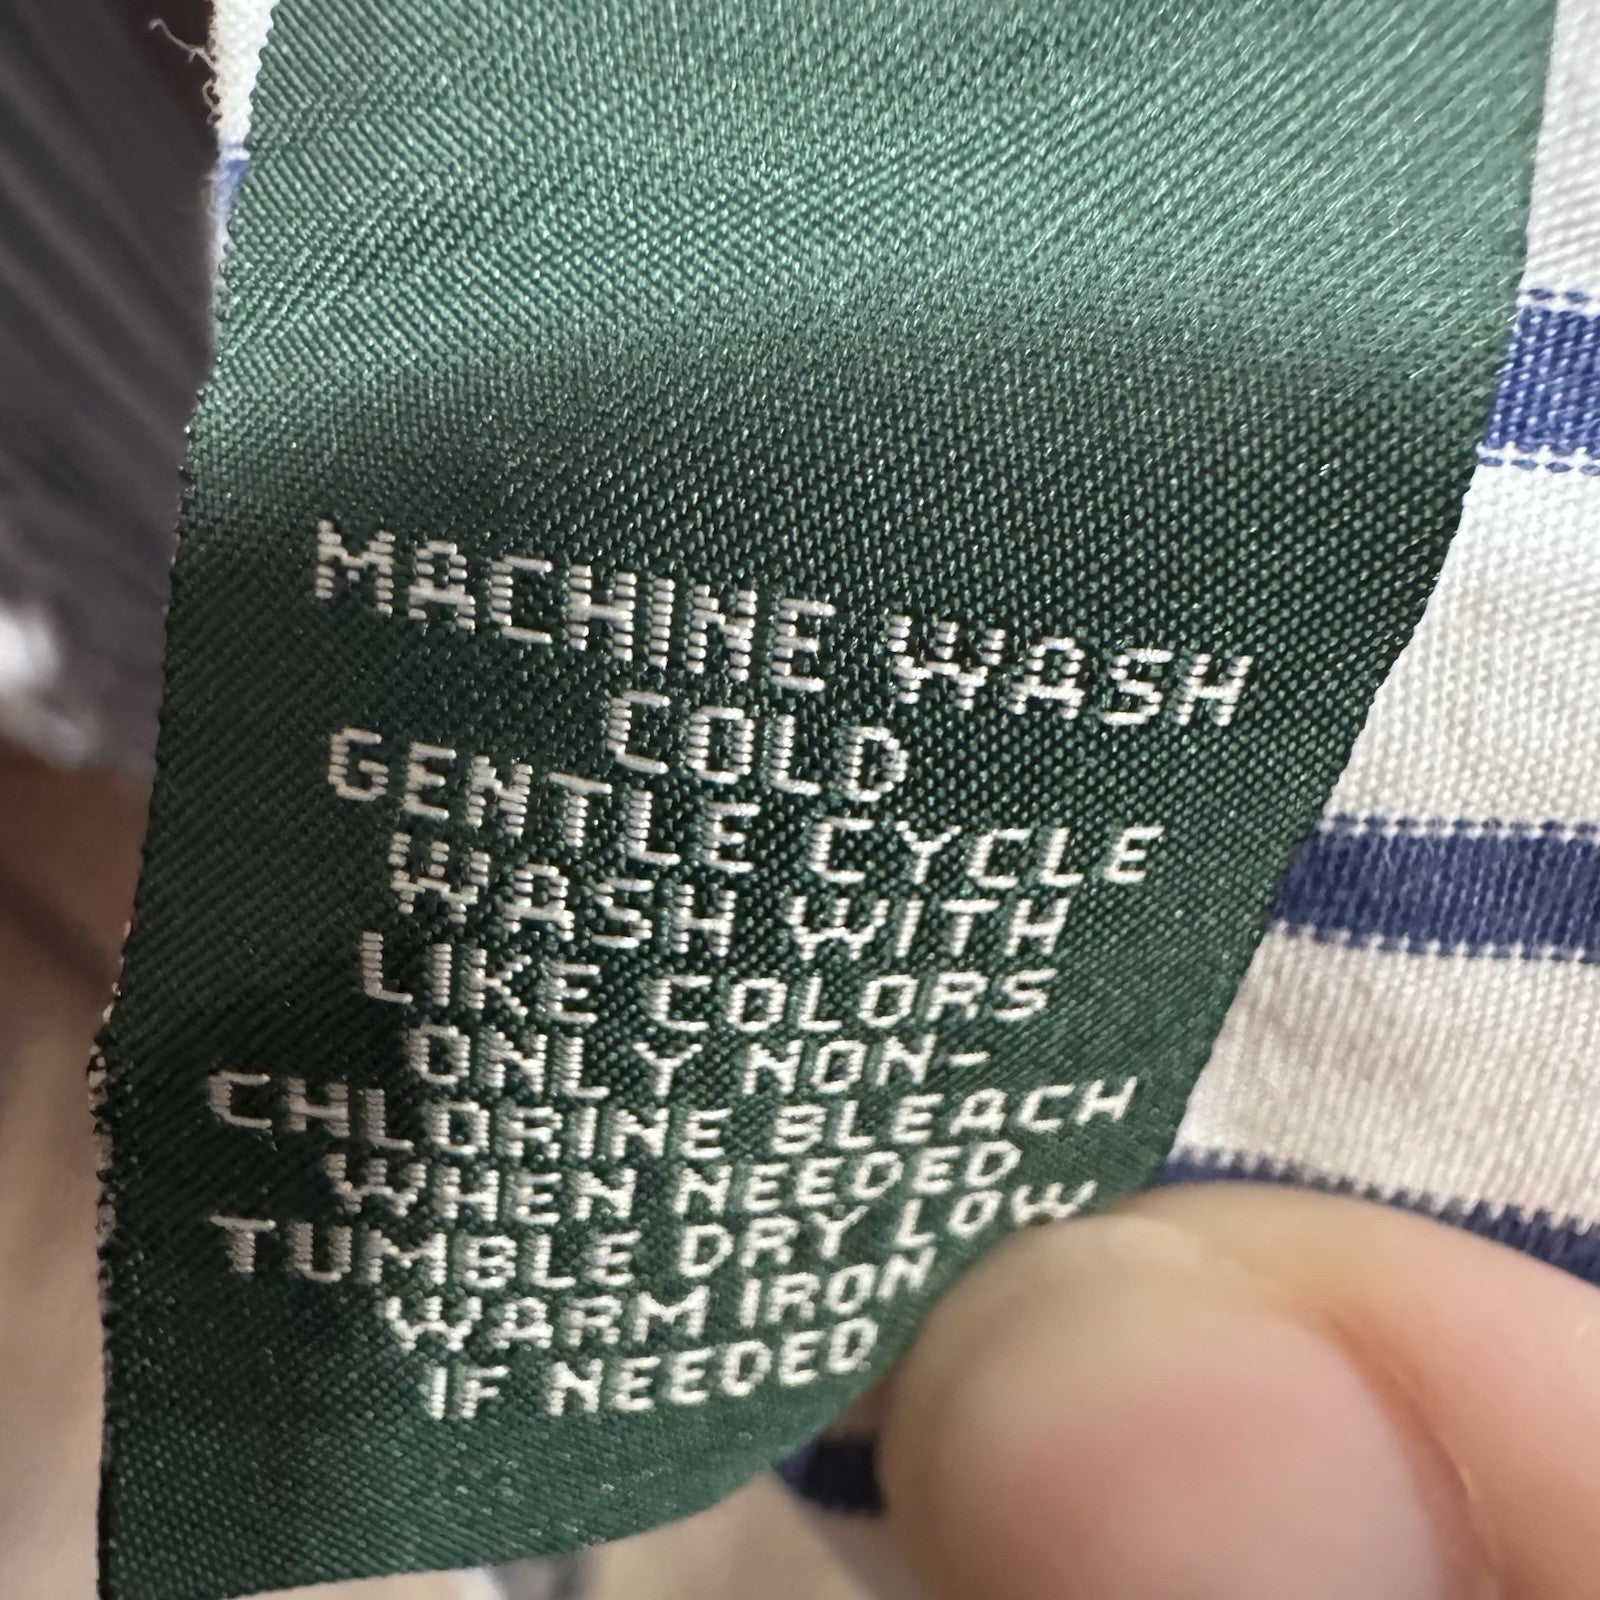 MACHINE WASH
COLD
GENTLE CYCLE
WASH WITH
LIKE COLORS
ONLY NON-
CHLORINE BLEACH
WHEN NEEDED
TUMBLE DRY LOW
WARM IRON
IF NEEDED